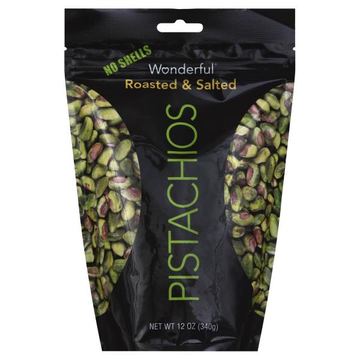 NO SHELLS
Wonderful
Roasted & Salted
PISTACHIOS
NET WT 12 OZ (340g)